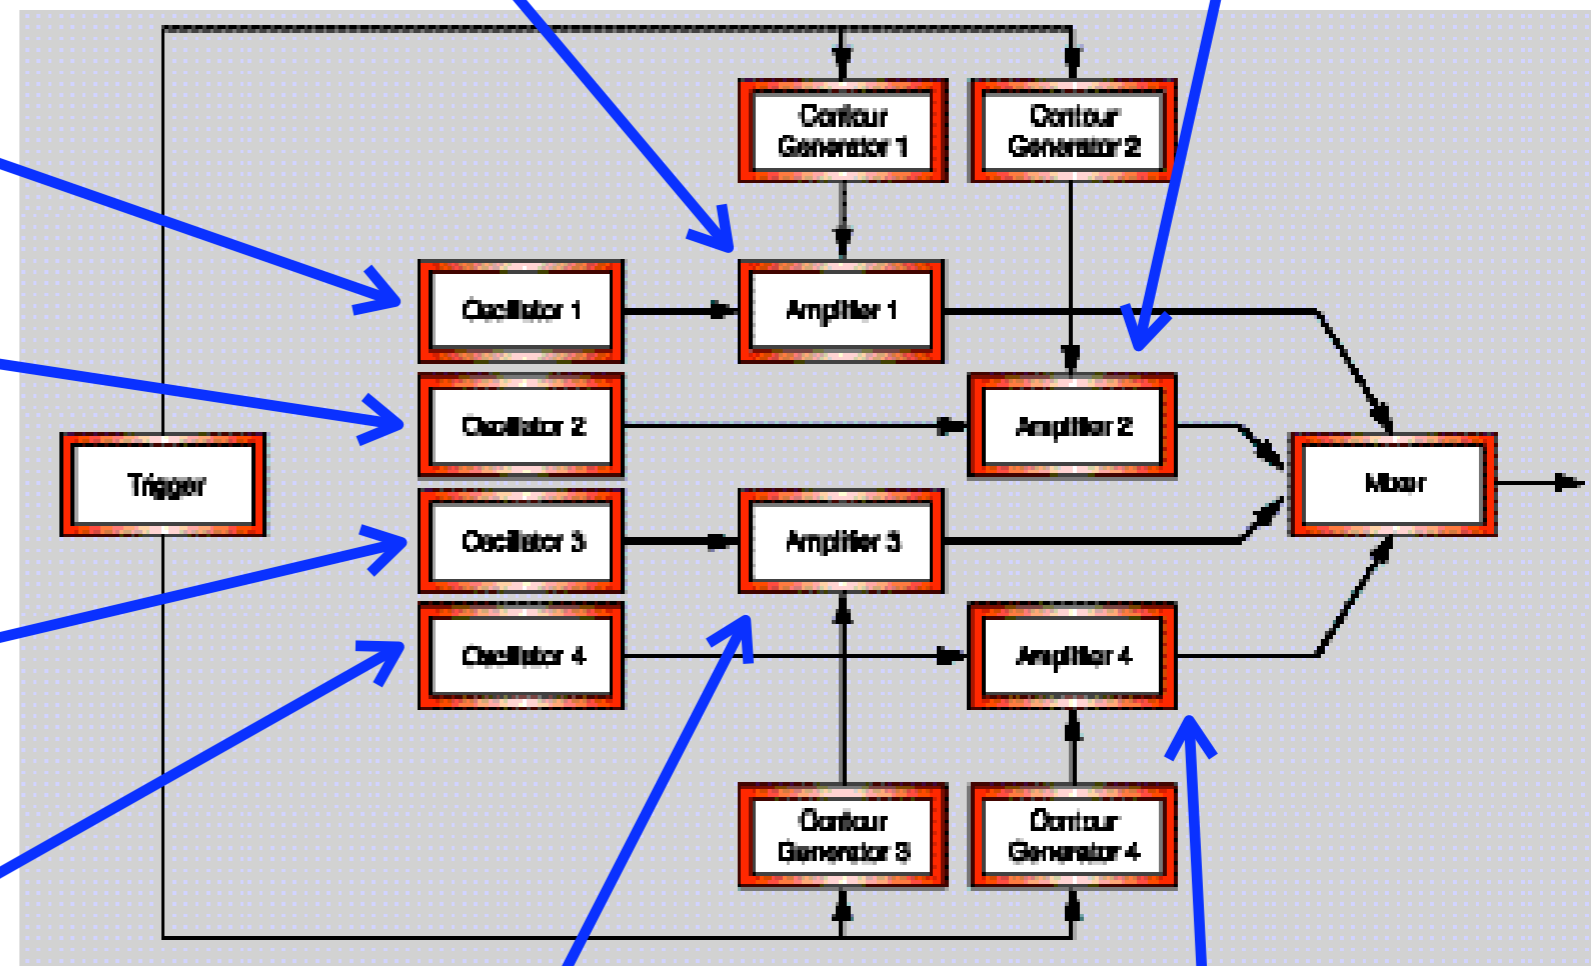 Contour
Generator 1
Contour
Generator 2
Oscillator 1
Amplifier 1
Oscillator 2
Amplifier 2
Trigger
Mixer
Oscillator 3
Amplifier 3
Oscillator 4
Amplifier 4
Contour
Generator 3
Contour
Generator 4